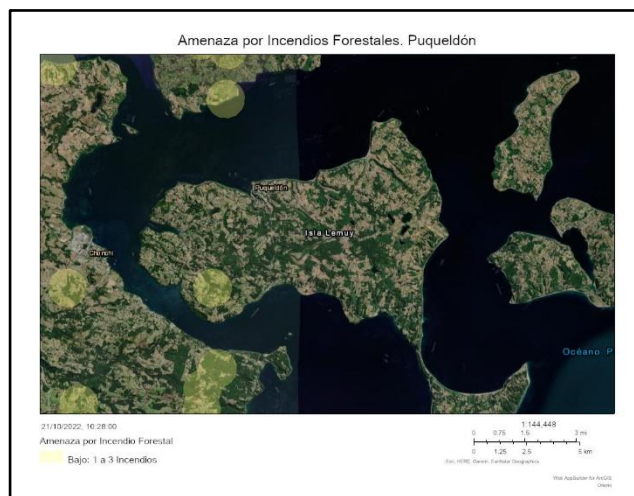 Amenaza por Incendios Forestales. Puqueldón
Puqueldón
Isla Lemuy
Chonchi
Océano P
21/10/2022, 10:28:00
Amenaza por Incendio Forestal
Bajo: 1 a 3 Incendios
1:144,448
0 0.75 1.5 3 mi
0 1.25 2.5 5 km
Esri, HERE, Garmin, Earthstar Geographics
Web AppBuilder for ArcGIS